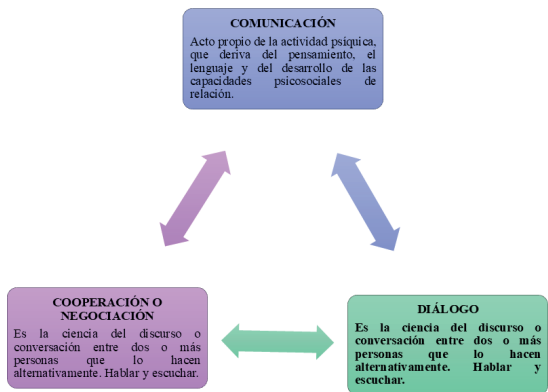 COMUNICACIÓN
Acto propio de la actividad psíquica,
que deriva del pensamiento, el
lenguaje y del desarrollo de las
capacidades psicosociales de
relación.
COOPERACIÓN O
NEGOCIACIÓN
Es la ciencia del discurso o
conversación entre dos o más
personas que lo hacen
alternativamente. Hablar y escuchar.
DIÁLOGO
Es la ciencia del discurso o
conversación entre dos o más
personas que lo hacen
alternativamente. Hablar y
escuchar.